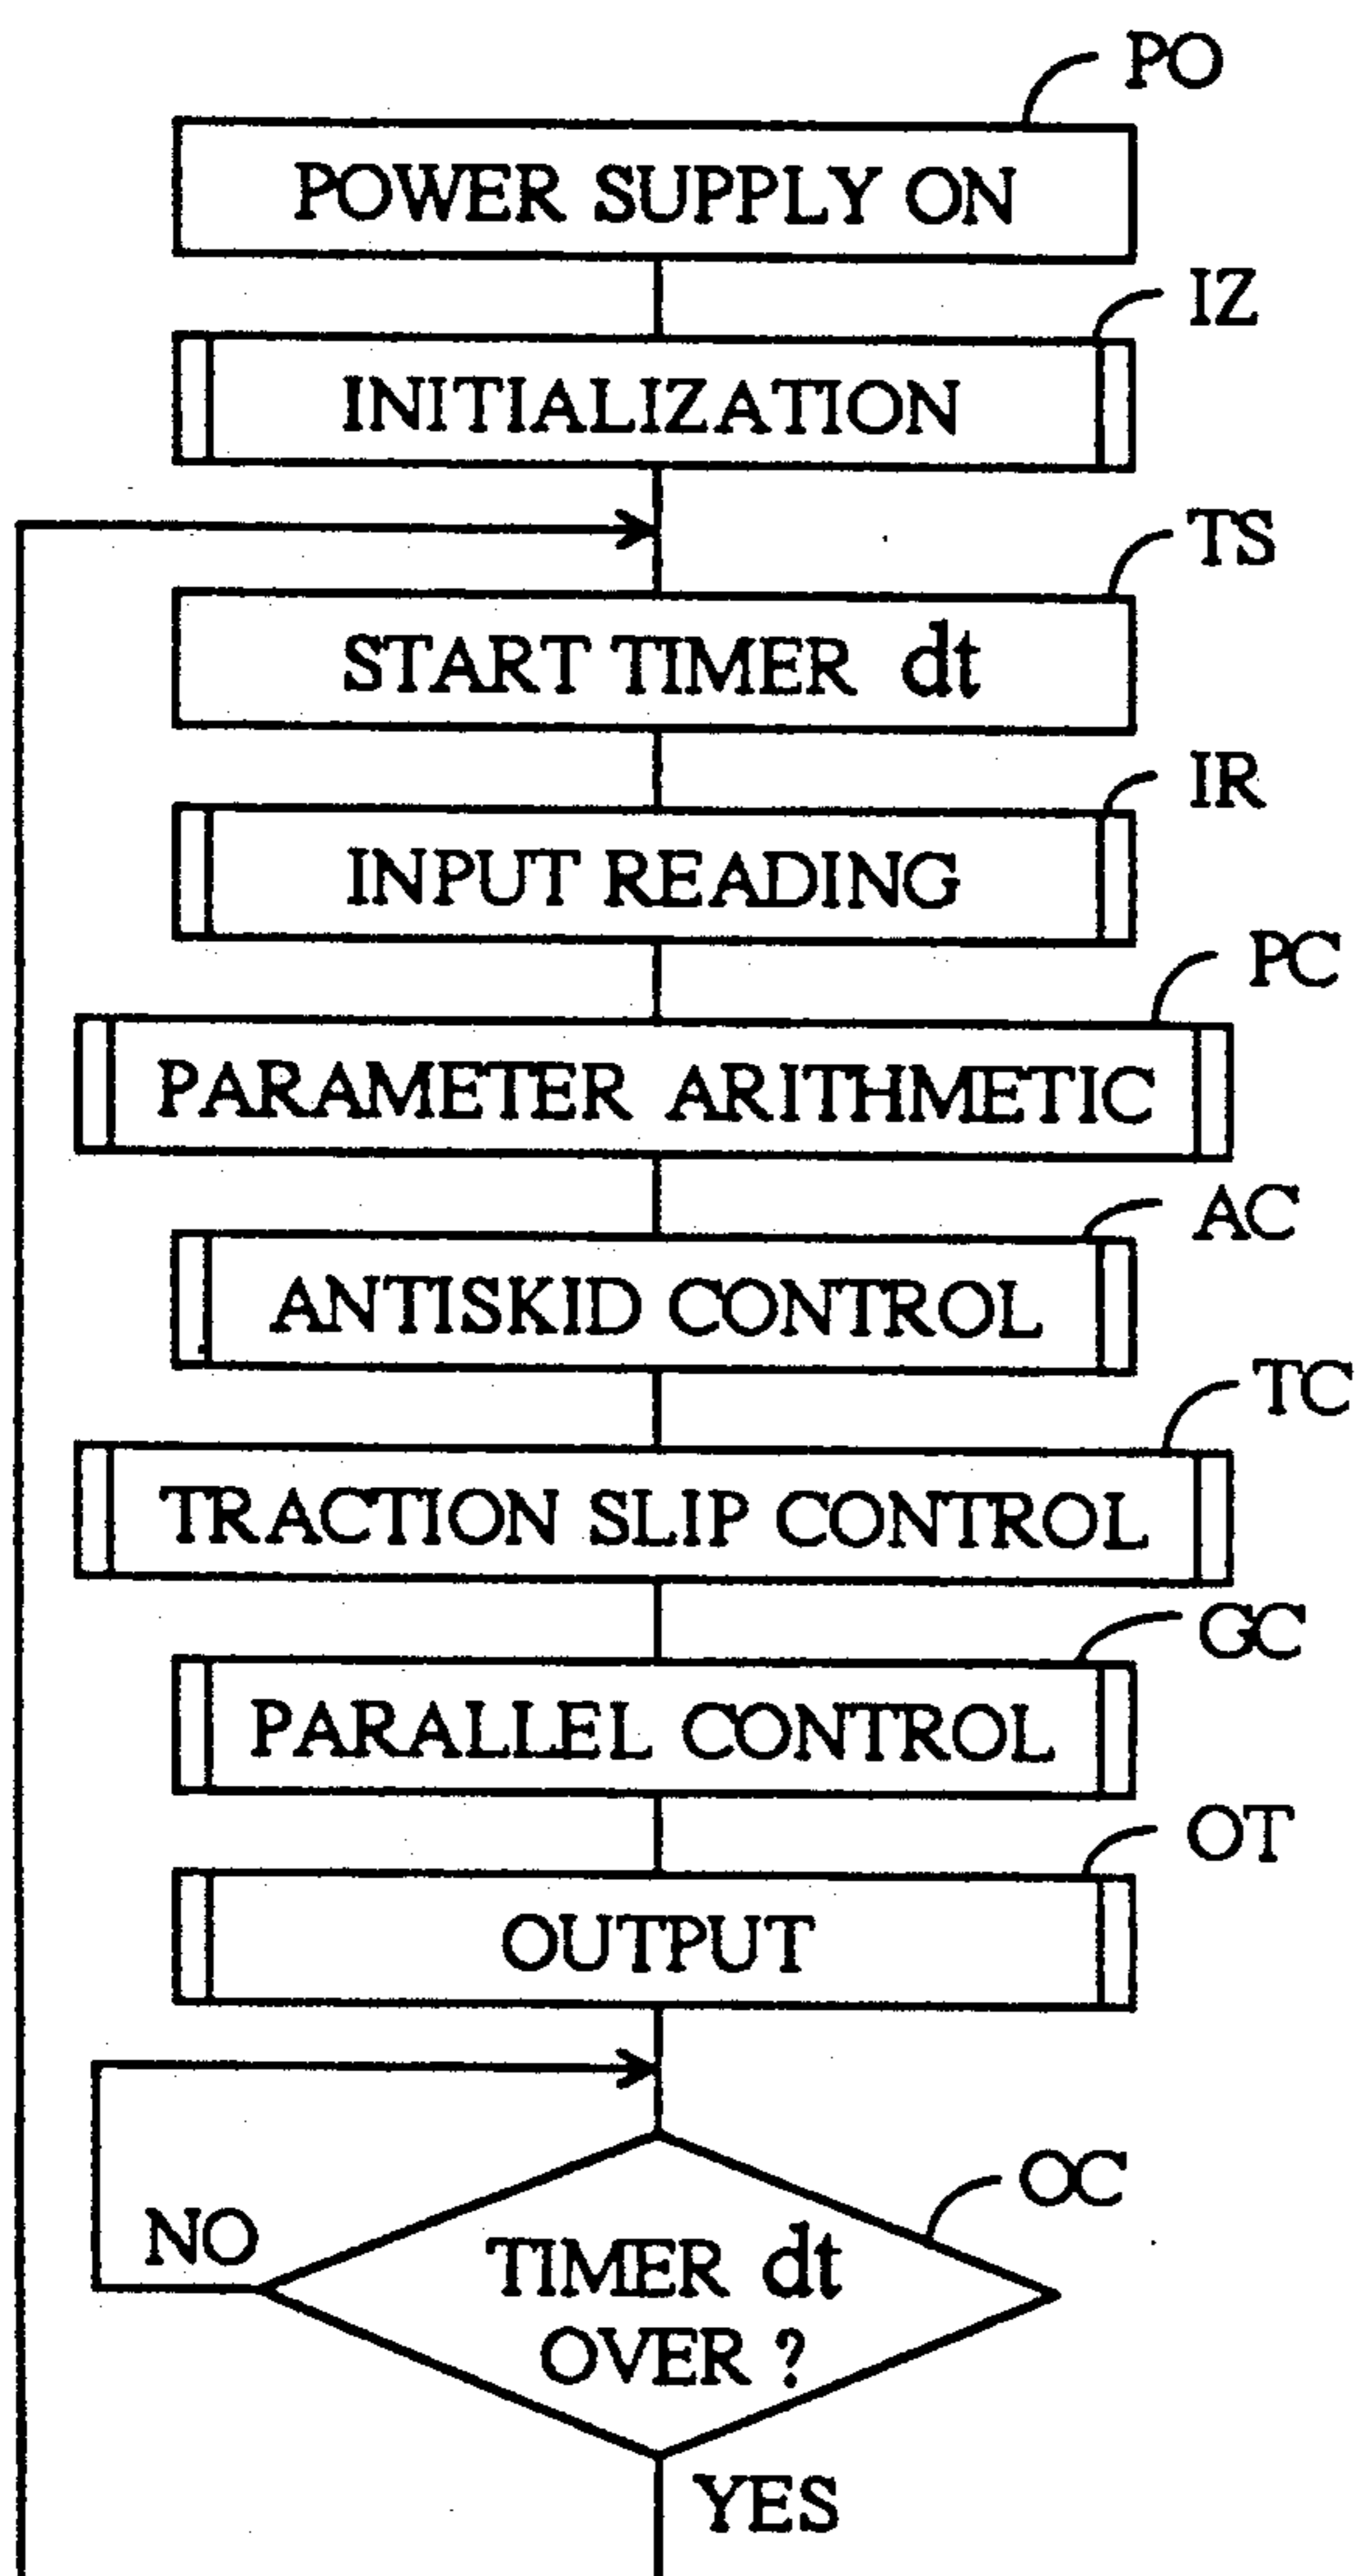 PO
POWER SUPPLY ON
IZ
INITIALIZATION
TS
START TIMER dt
IR
INPUT READING
PC
PARAMETER ARITHMETIC
AC
ANTISKID CONTROL
TC
TRACTION SLIP CONTROL
GC
PARALLEL CONTROL
OT
OUTPUT
OC
NO
TIMER dt
OVER ?
YES